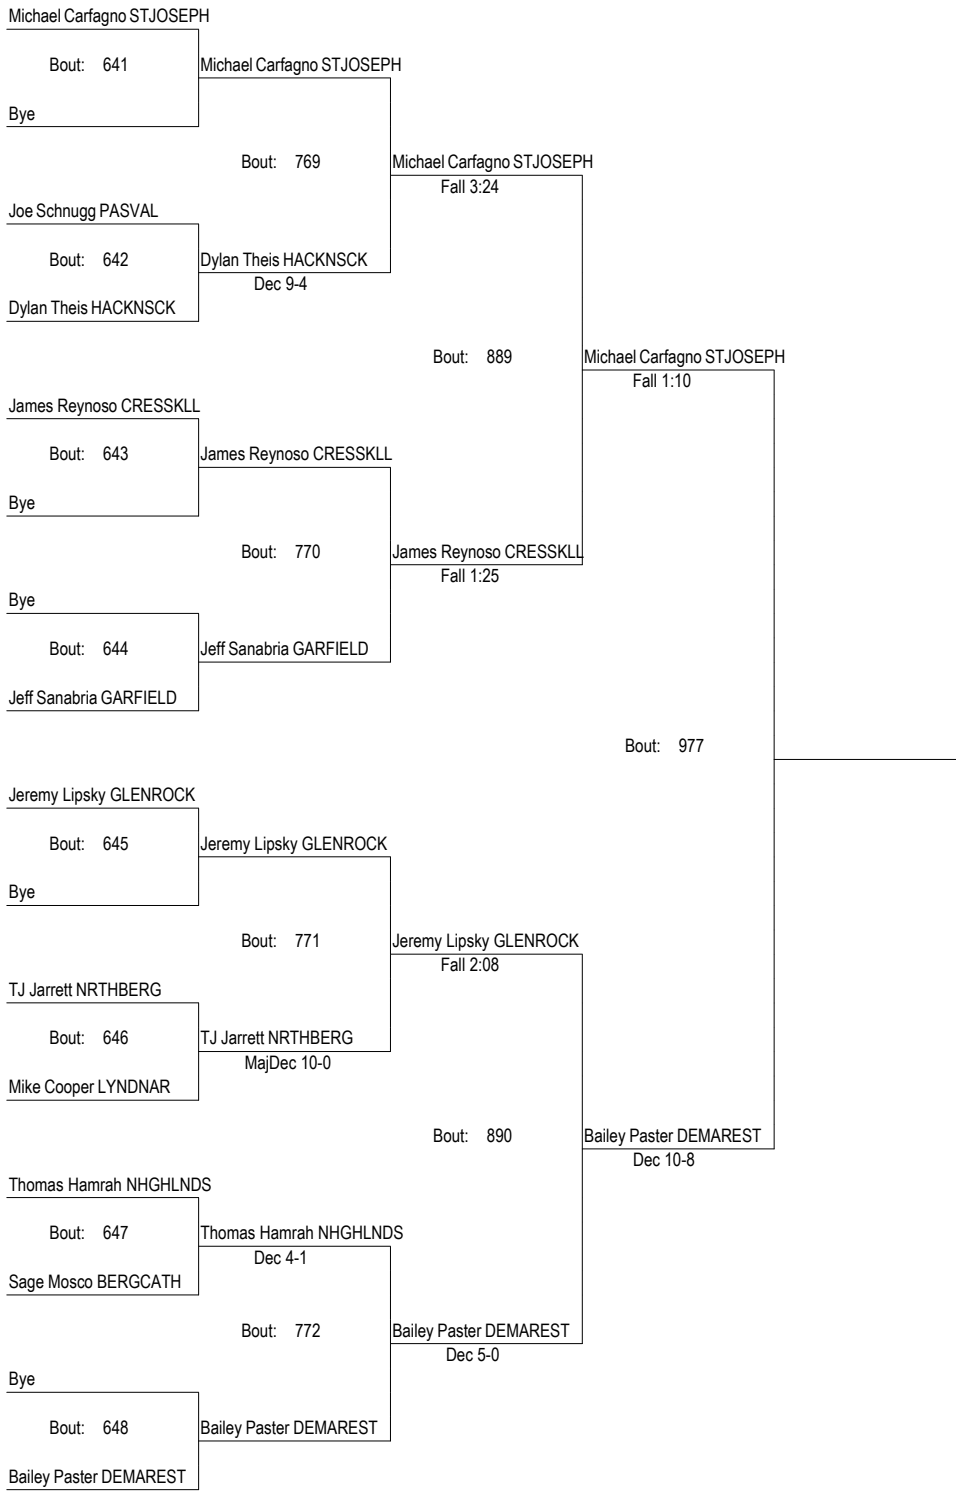 Michael Carfagno STJOSEPH
Bout: 641
Michael Carfagno STJOSEPH
Bye
Bout: 769
Michael Carfagno STJOSEPH
Fall 3:24
Joe Schnugg PASVAL
Bout: 642
Dylan Theis HACKNSCK
Dec 9-4
Dylan Theis HACKNSCK
Bout: 889
Michael Carfagno STJOSEPH
Fall 1:10
James Reynoso CRESSKLL
Bout: 643
James Reynoso CRESSKLL
Bye
Bout: 770
James Reynoso CRESSKLL
Fall 1:25
Bye
Bout: 644
Jeff Sanabria GARFIELD
Jeff Sanabria GARFIELD
Bout: 977
Jeremy Lipsky GLENROCK
Bout: 645
Jeremy Lipsky GLENROCK
Bye
Bout: 771
Jeremy Lipsky GLENROCK
Fall 2:08
TJ Jarrett NRTHBERG
Bout: 646
TJ Jarrett NRTHBERG
MajDec 10-0
Mike Cooper LYNDNAR
Bout: 890
Bailey Paster DEMAREST
Dec 10-8
Thomas Hamrah NHGHLNDS
Bout: 647
Thomas Hamrah NHGHLNDS
Dec 4-1
Sage Mosco BERGCATH
Bout: 772
Bailey Paster DEMAREST
Dec 5-0
Bye
Bout: 648
Bailey Paster DEMAREST
Bailey Paster DEMAREST